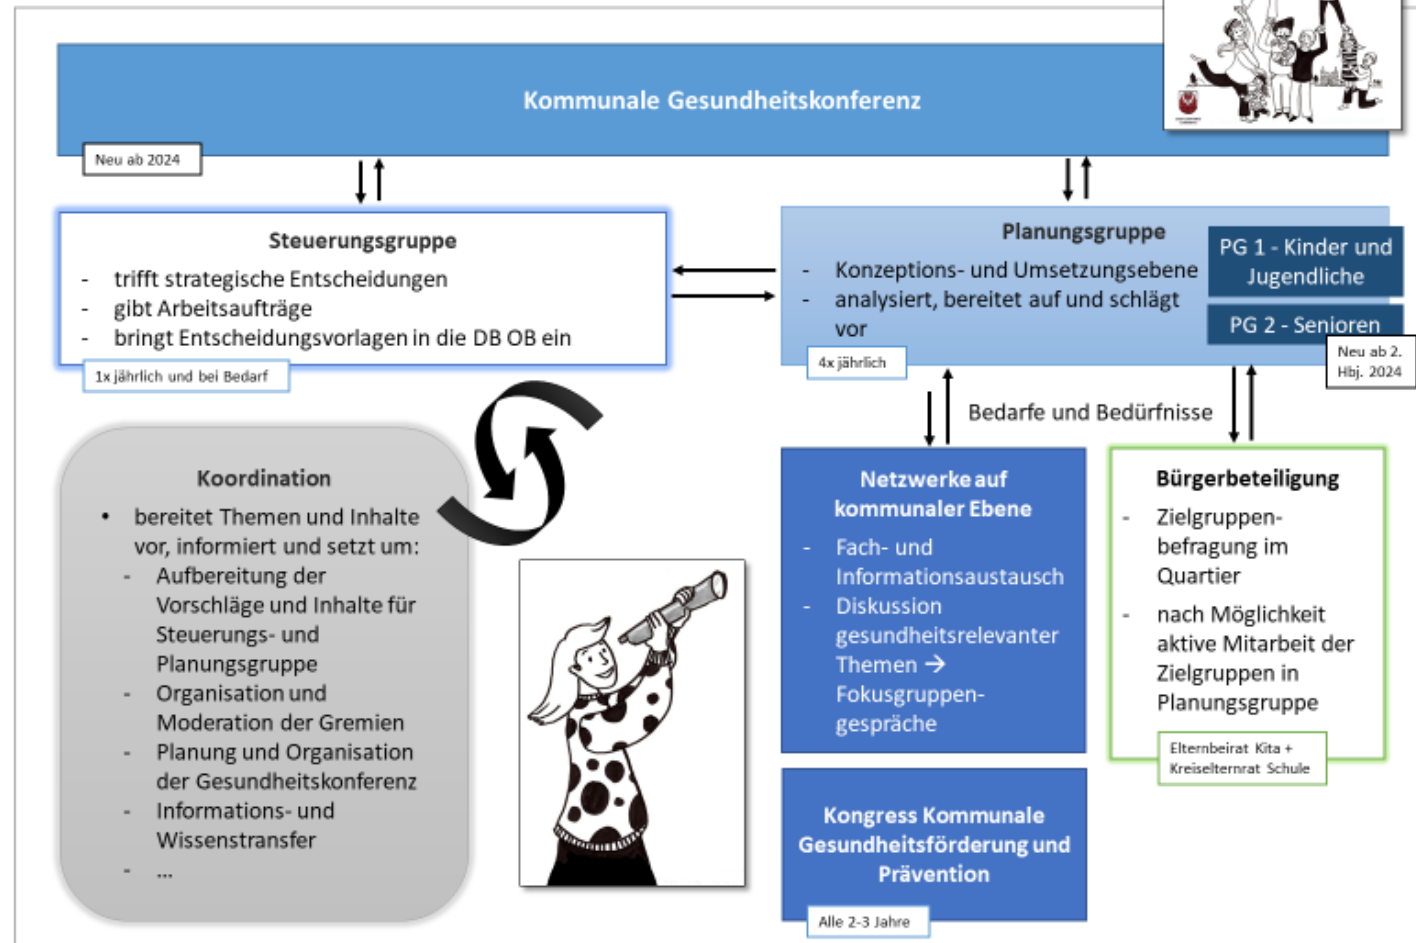 Kommunale Gesundheitskonferenz
Neu ab 2024
Steuerungsgruppe
- trifft strategische Entscheidungen
- gibt Arbeitsaufträge
- bringt Entscheidungsvorlagen in die DB OB ein
1x jährlich und bei Bedarf
Planungsgruppe
- Konzeptions- und Umsetzungsebene
- analysiert, bereitet auf und schlägt
vor
4x jährlich
PG 1 - Kinder und
Jugendliche
PG 2 - Senioren
Neu ab 2.
Hbj. 2024
Bedarfe und Bedürfnisse
Koordination
• bereitet Themen und Inhalte
vor, informiert und setzt um:
- Aufbereitung der
Vorschläge und Inhalte für
Steuerungs- und
Planungsgruppe
- Organisation und
Moderation der Gremien
- Planung und Organisation
der Gesundheitskonferenz
- Informations- und
Wissenstransfer
- ...
Netzwerke auf
kommunaler Ebene
- Fach- und
Informationsaustausch
- Diskussion
gesundheitsrelevanter
Themen →
Fokusgruppen-
gespräche
Bürgerbeteiligung
- Zielgruppen-
befragung im
Quartier
- nach Möglichkeit
aktive Mitarbeit der
Zielgruppen in
Planungsgruppe
Elternbeirat Kita +
Kreiselternrat Schule
Kongress Kommunale
Gesundheitsförderung und
Prävention
Alle 2-3 Jahre